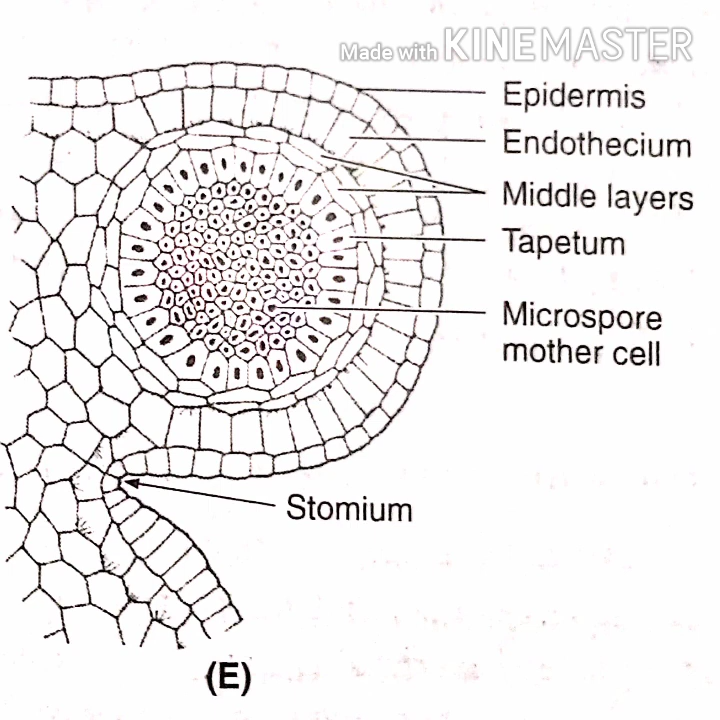 Made with KINEMASTER
Epidermis
Endothecium
Middle layers
Tapetum
Microspore
mother cell
Stomium
(E)